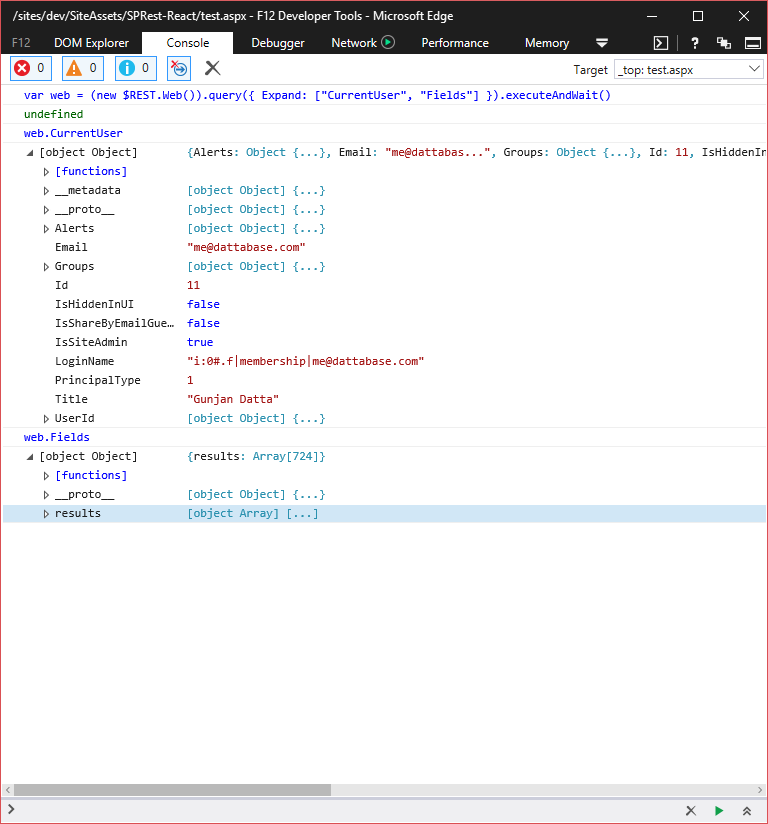 /sites/dev/SiteAssets/SPRest-React/test.aspx - F12 Developer Tools - Microsoft Edge
F12 DOM Explorer Console Debugger Network Performance Memory ?
0 0 0 Target _top: test.aspx
var web = (new $REST.Web()).query({ Expand: ["CurrentUser", "Fields"] }).executeAndWait()
undefined
web.CurrentUser
[object Object] {Alerts: Object {...}, Email: "me@dattabas...", Groups: Object {...}, Id: 11, IsHiddenIn
[functions]
__metadata [object Object] {...}
__proto__ [object Object] {...}
Alerts [object Object] {...}
Email "me@dattabase.com"
Groups [object Object] {...}
Id 11
IsHiddenInUI false
IsShareByEmailGue... false
IsSiteAdmin true
LoginName "i:0#.f|membership|me@dattabase.com"
PrincipalType 1
Title "Gunjan Datta"
UserId [object Object] {...}
web.Fields
[object Object] {results: Array[724]}
[functions]
__proto__ [object Object] {...}
results [object Array] [...]